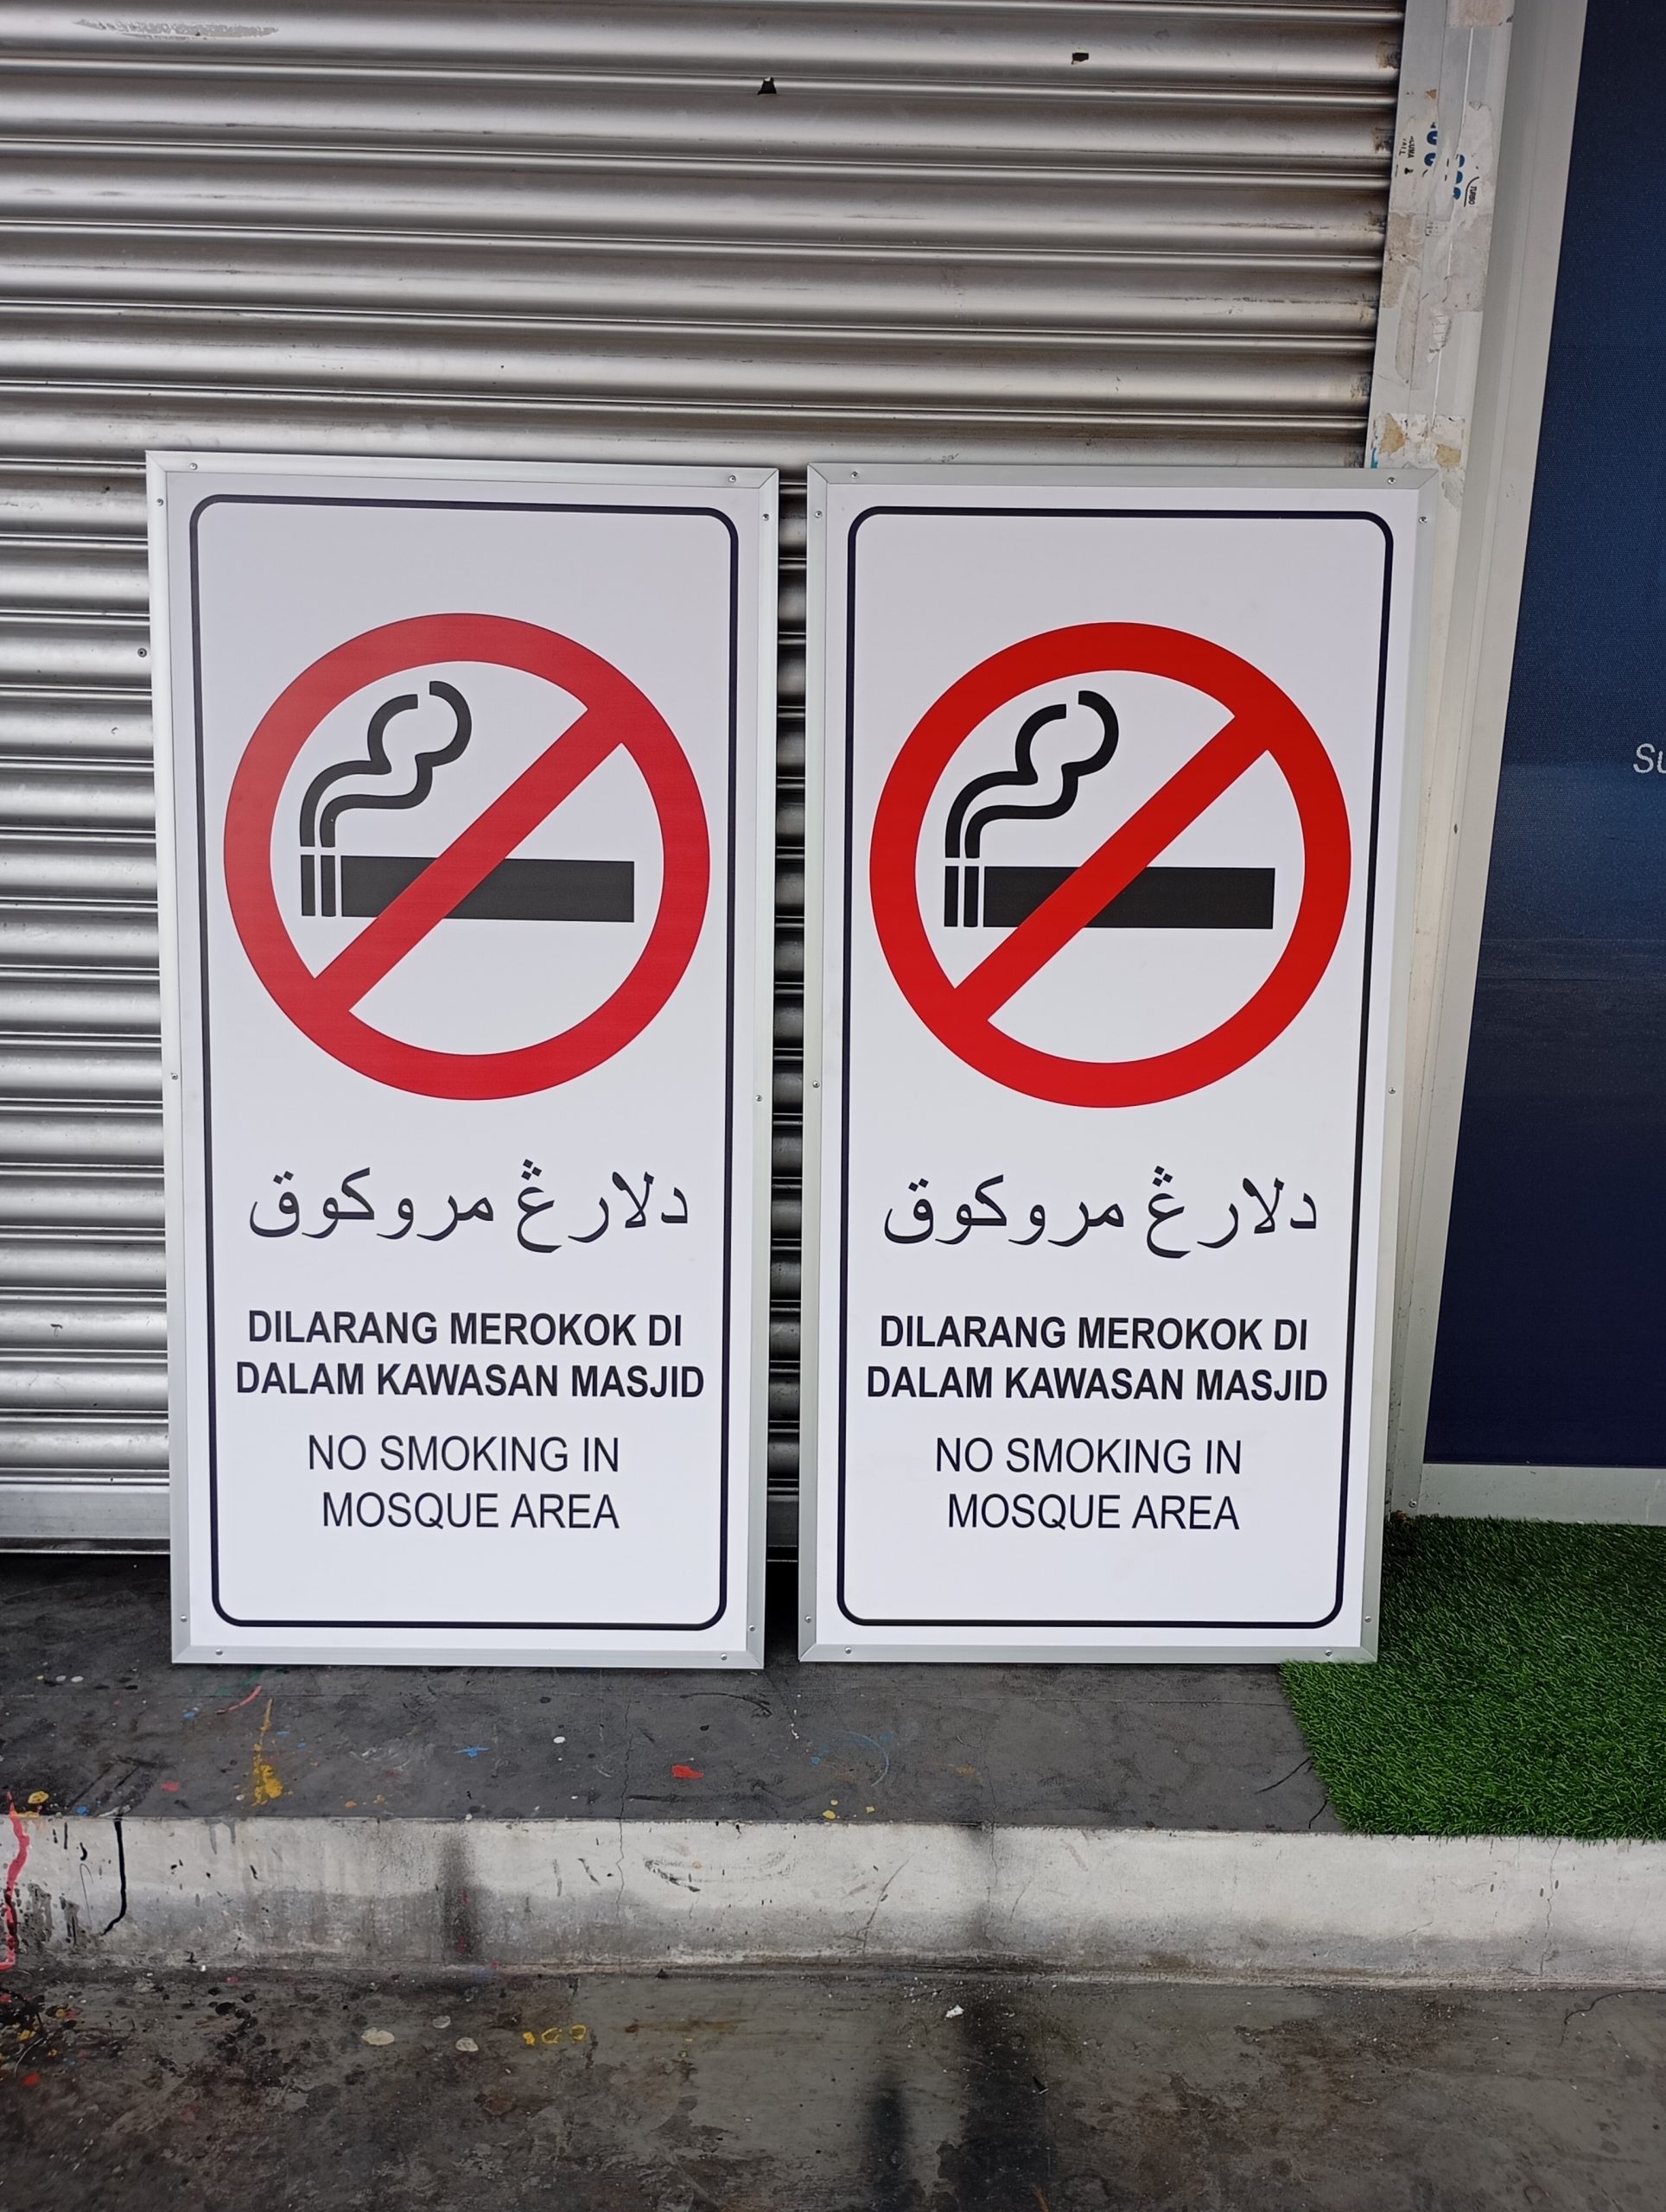 دلارڠ مروكوق
DILARANG MEROKOK DI
DALAM KAWASAN MASJID
NO SMOKING IN
MOSQUE AREA
دلارڠ مروكوق
DILARANG MEROKOK DI
DALAM KAWASAN MASJID
NO SMOKING IN
MOSQUE AREA